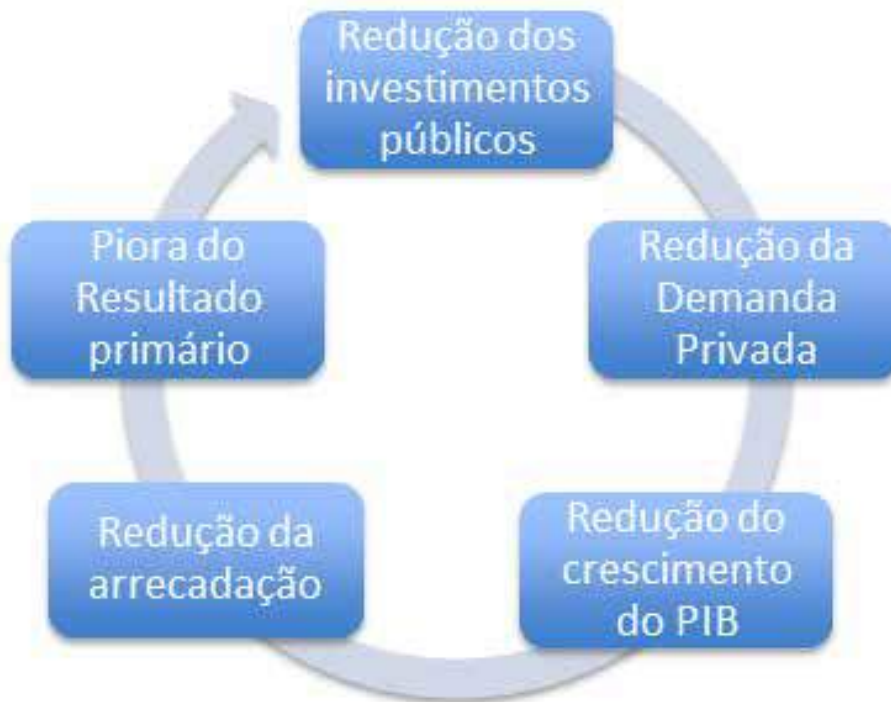 Redução dos
investimentos
públicos
Redução da
Demanda
Privada
Redução do
crescimento
do PIB
Redução da
arrecadação
Piora do
Resultado
primário